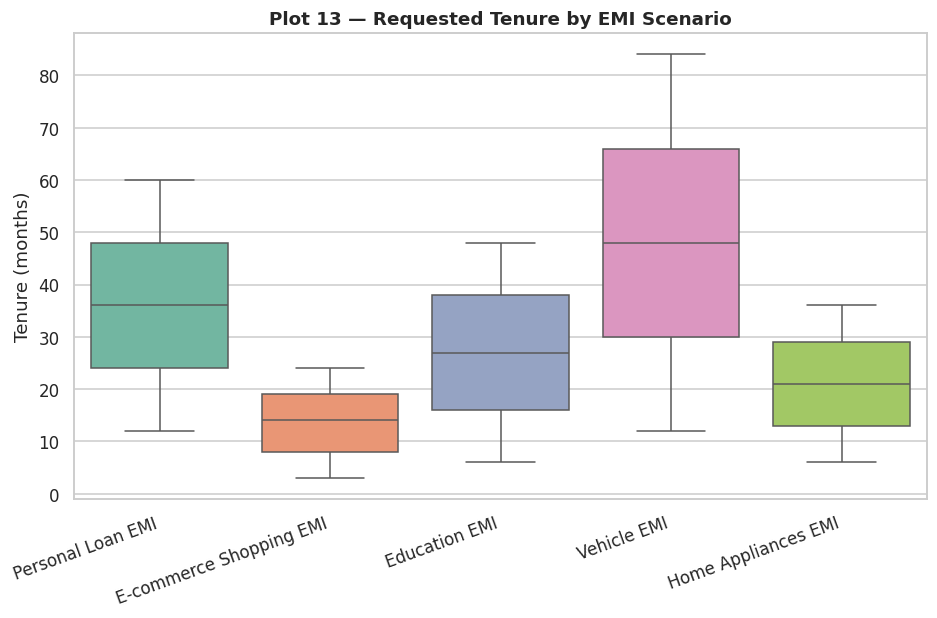 Plot 13 — Requested Tenure by EMI Scenario
Tenure (months)
80
70
60
50
40
30
20
10
0
Personal Loan EMI
E-commerce Shopping EMI
Education EMI
Vehicle EMI
Home Appliances EMI